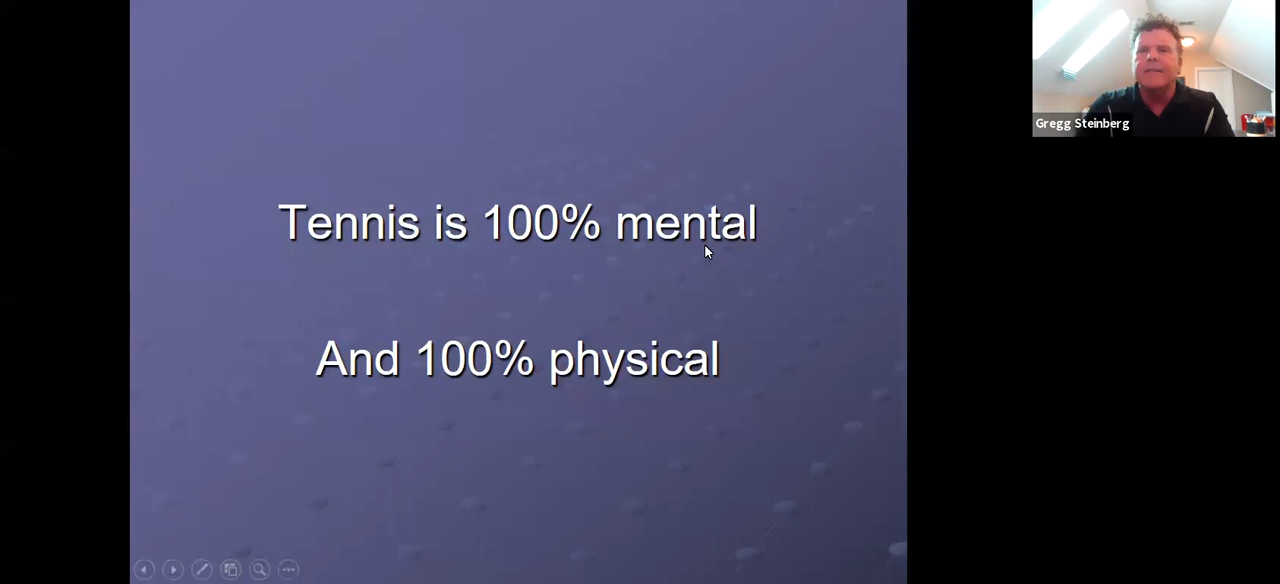 Tennis is 100% mental
And 100% physical
Gregg Steinberg